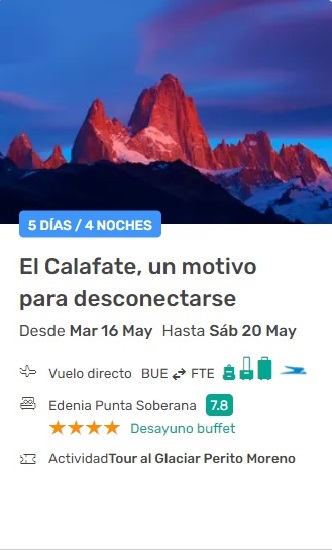 5 DÍAS / 4 NOCHES
El Calafate, un motivo
para desconectarse
Desde Mar 16 May Hasta Sáb 20 May
Vuelo directo BUE FTE
Edenia Punta Soberana 7.8
Desayuno buffet
ActividadTour al Glaciar Perito Moreno